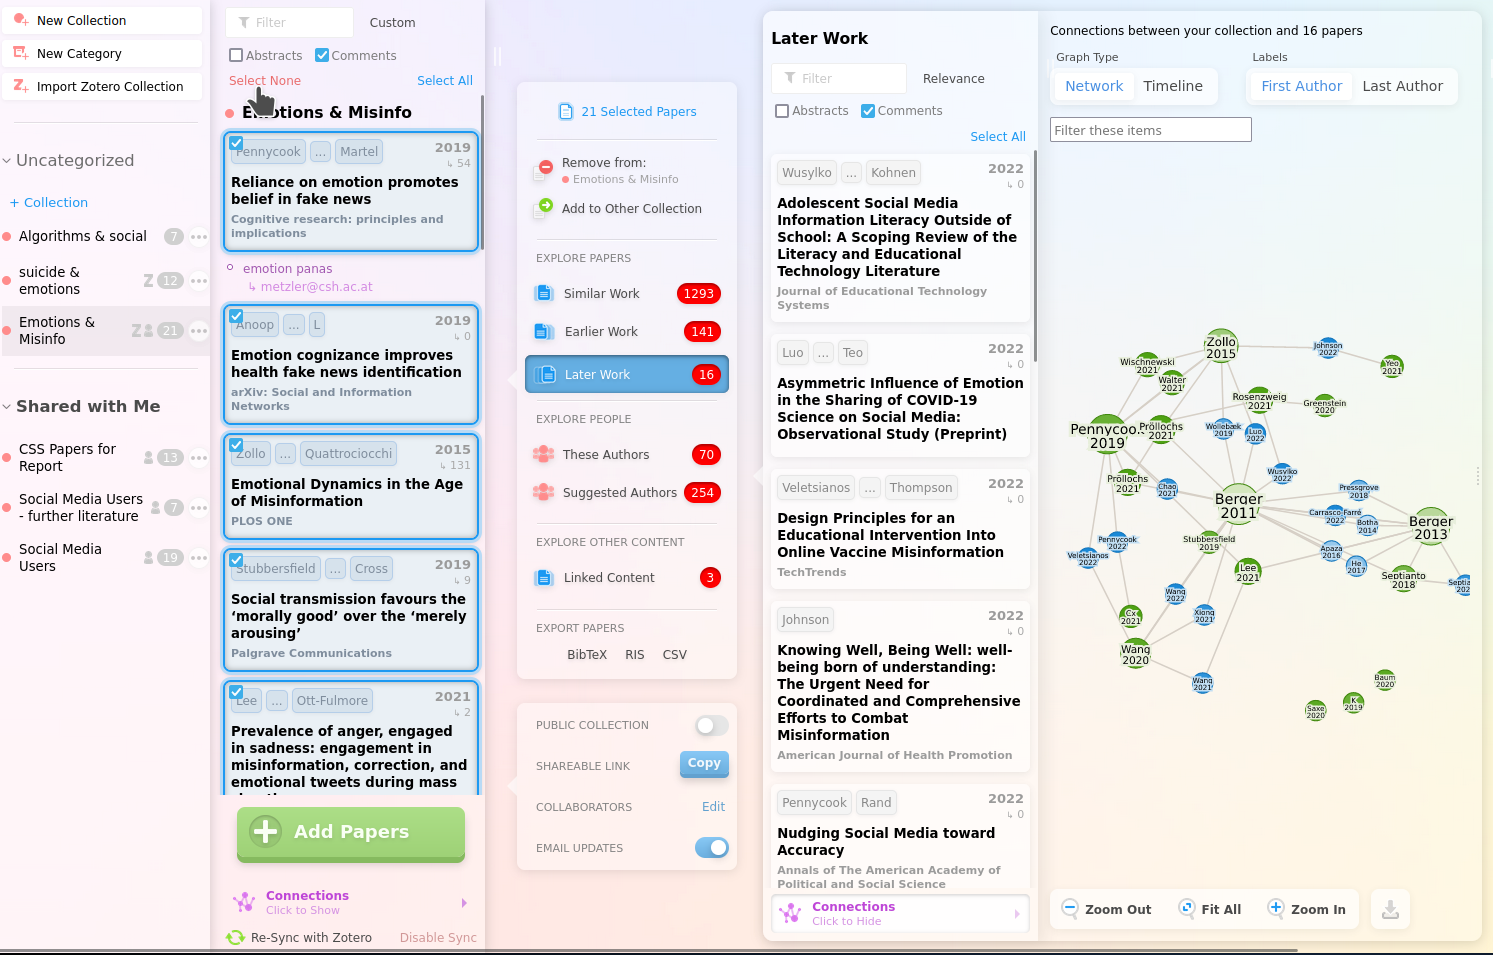 New Collection
New Category
Import Zotero Collection
Uncategorized
+ Collection
Algorithms & social 7
suicide &
emotions Z 12
Emotions &
Misinfo Z 21
Shared with Me
CSS Papers for
Report 13
Social Media Users
- further literature 7
Social Media
Users 19
Filter Custom
Abstracts Comments
Select None Select All
Emotions & Misinfo
Pennycook ... Martel 2019
↳ 54
Reliance on emotion promotes
belief in fake news
Cognitive research: principles and
implications
emotion panas
↳ metzler@csh.ac.at
Anoop ... L 2019
↳ 0
Emotion cognizance improves
health fake news identification
arXiv: Social and Information
Networks
Zollo ... Quattrociocchi 2015
↳ 131
Emotional Dynamics in the Age
of Misinformation
PLOS ONE
Stubbersfield ... Cross 2019
↳ 9
Social transmission favours the
‘morally good’ over the ‘merely
arousing’
Palgrave Communications
Lee ... Ott-Fulmore 2021
↳ 2
Prevalence of anger, engaged
in sadness: engagement in
misinformation, correction, and
emotional tweets during mass
Add Papers
Connections
Click to Show
Re-Sync with Zotero Disable Sync
21 Selected Papers
Remove from:
Emotions & Misinfo
Add to Other Collection
EXPLORE PAPERS
Similar Work 1293
Earlier Work 141
Later Work 16
EXPLORE PEOPLE
These Authors 70
Suggested Authors 254
EXPLORE OTHER CONTENT
Linked Content 3
EXPORT PAPERS
BibTeX RIS CSV
PUBLIC COLLECTION
SHAREABLE LINK Copy
COLLABORATORS Edit
EMAIL UPDATES
Later Work
Filter Relevance
Abstracts Comments
Select All
Wusylko ... Kohnen 2022
↳ 0
Adolescent Social Media
Information Literacy Outside of
School: A Scoping Review of the
Literacy and Educational
Technology Literature
Journal of Educational Technology
Systems
Luo ... Teo 2022
↳ 0
Asymmetric Influence of Emotion
in the Sharing of COVID-19
Science on Social Media:
Observational Study (Preprint)
Veletsianos ... Thompson 2022
↳ 0
Design Principles for an
Educational Intervention Into
Online Vaccine Misinformation
TechTrends
Johnson 2022
↳ 0
Knowing Well, Being Well: well-
being born of understanding:
The Urgent Need for
Coordinated and Comprehensive
Efforts to Combat
Misinformation
American Journal of Health Promotion
Pennycook Rand 2022
↳ 0
Nudging Social Media toward
Accuracy
Annals of The American Academy of
Political and Social Science
Connections
Click to Hide
Connections between your collection and 16 papers
Graph Type Labels
Network Timeline First Author Last Author
Filter these items
Zollo
2015
Johnson
2022
Wischnewski
2021
Yeo
2021
Walter
2021
Rosenzweig
2021
Greenstein
2020
Pennycook
2019
Pröllochs
2021
Wollebæk
2019
Luo
2022
Wusylko
2022
Pröllochs
2021
Chao
2021
Pressgrove
2018
Berger
2011
Carrasco-Farré
2022
Botha
2014
Berger
2013
Pennycook
2022
Stubbersfield
2019
Veletsianos
2022
Apaza
2016
He
2017
Lee
2021
Septianto
2018
Septia
202
Wang
2022
Cx
2021
Xiong
2021
Wang
2020
Wang
2021
Baum
2020
K
2019
Saxe
2020
Zoom Out Fit All Zoom In